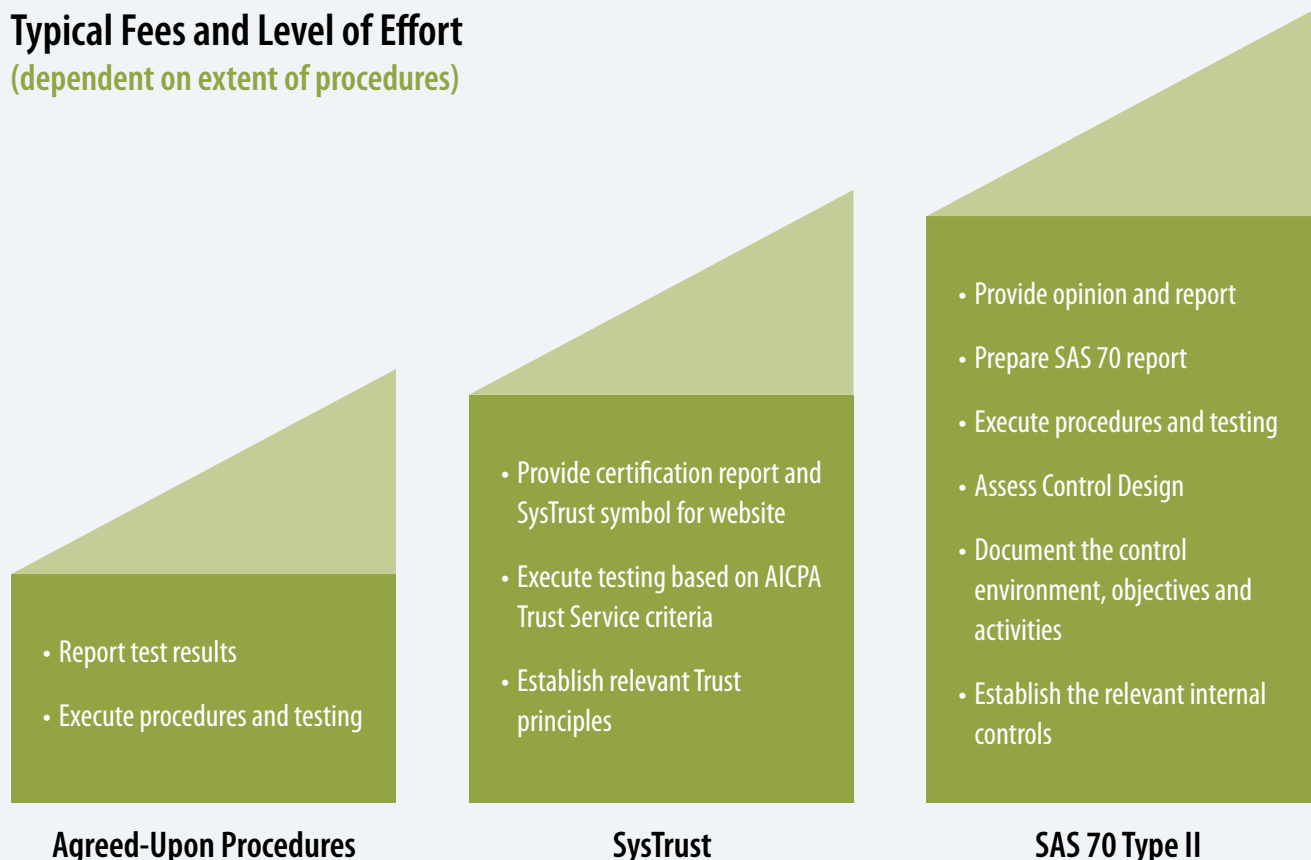 Typical Fees and Level of Effort
(dependent on extent of procedures)
• Report test results
• Execute procedures and testing
Agreed-Upon Procedures
• Provide certification report and
SysTrust symbol for website
• Execute testing based on AICPA
Trust Service criteria
• Establish relevant Trust
principles
SysTrust
• Provide opinion and report
• Prepare SAS 70 report
• Execute procedures and testing
• Assess Control Design
• Document the control
environment, objectives and
activities
• Establish the relevant internal
controls
SAS 70 Type II